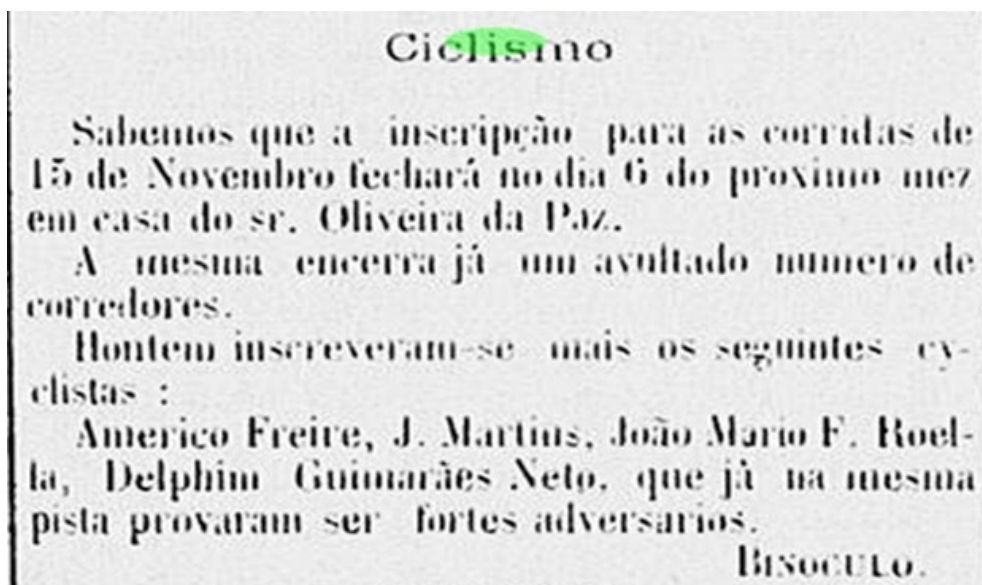 Ciclismo
Sabemos que a inscripção para as corridas de
15 de Novembro fechará no dia 6 do proximo mez
em casa do sr. Oliveira da Paz.
A mesma encerra já um avultado numero de
corredores.
Hontem inscreveram-se mais os seguintes cy-
clistas :
Americo Freire, J. Martins, João Mario F. Roel-
la, Delphim Guimarães Neto, que já na mesma
pista provaram ser fortes adversarios.
BINOCULO.